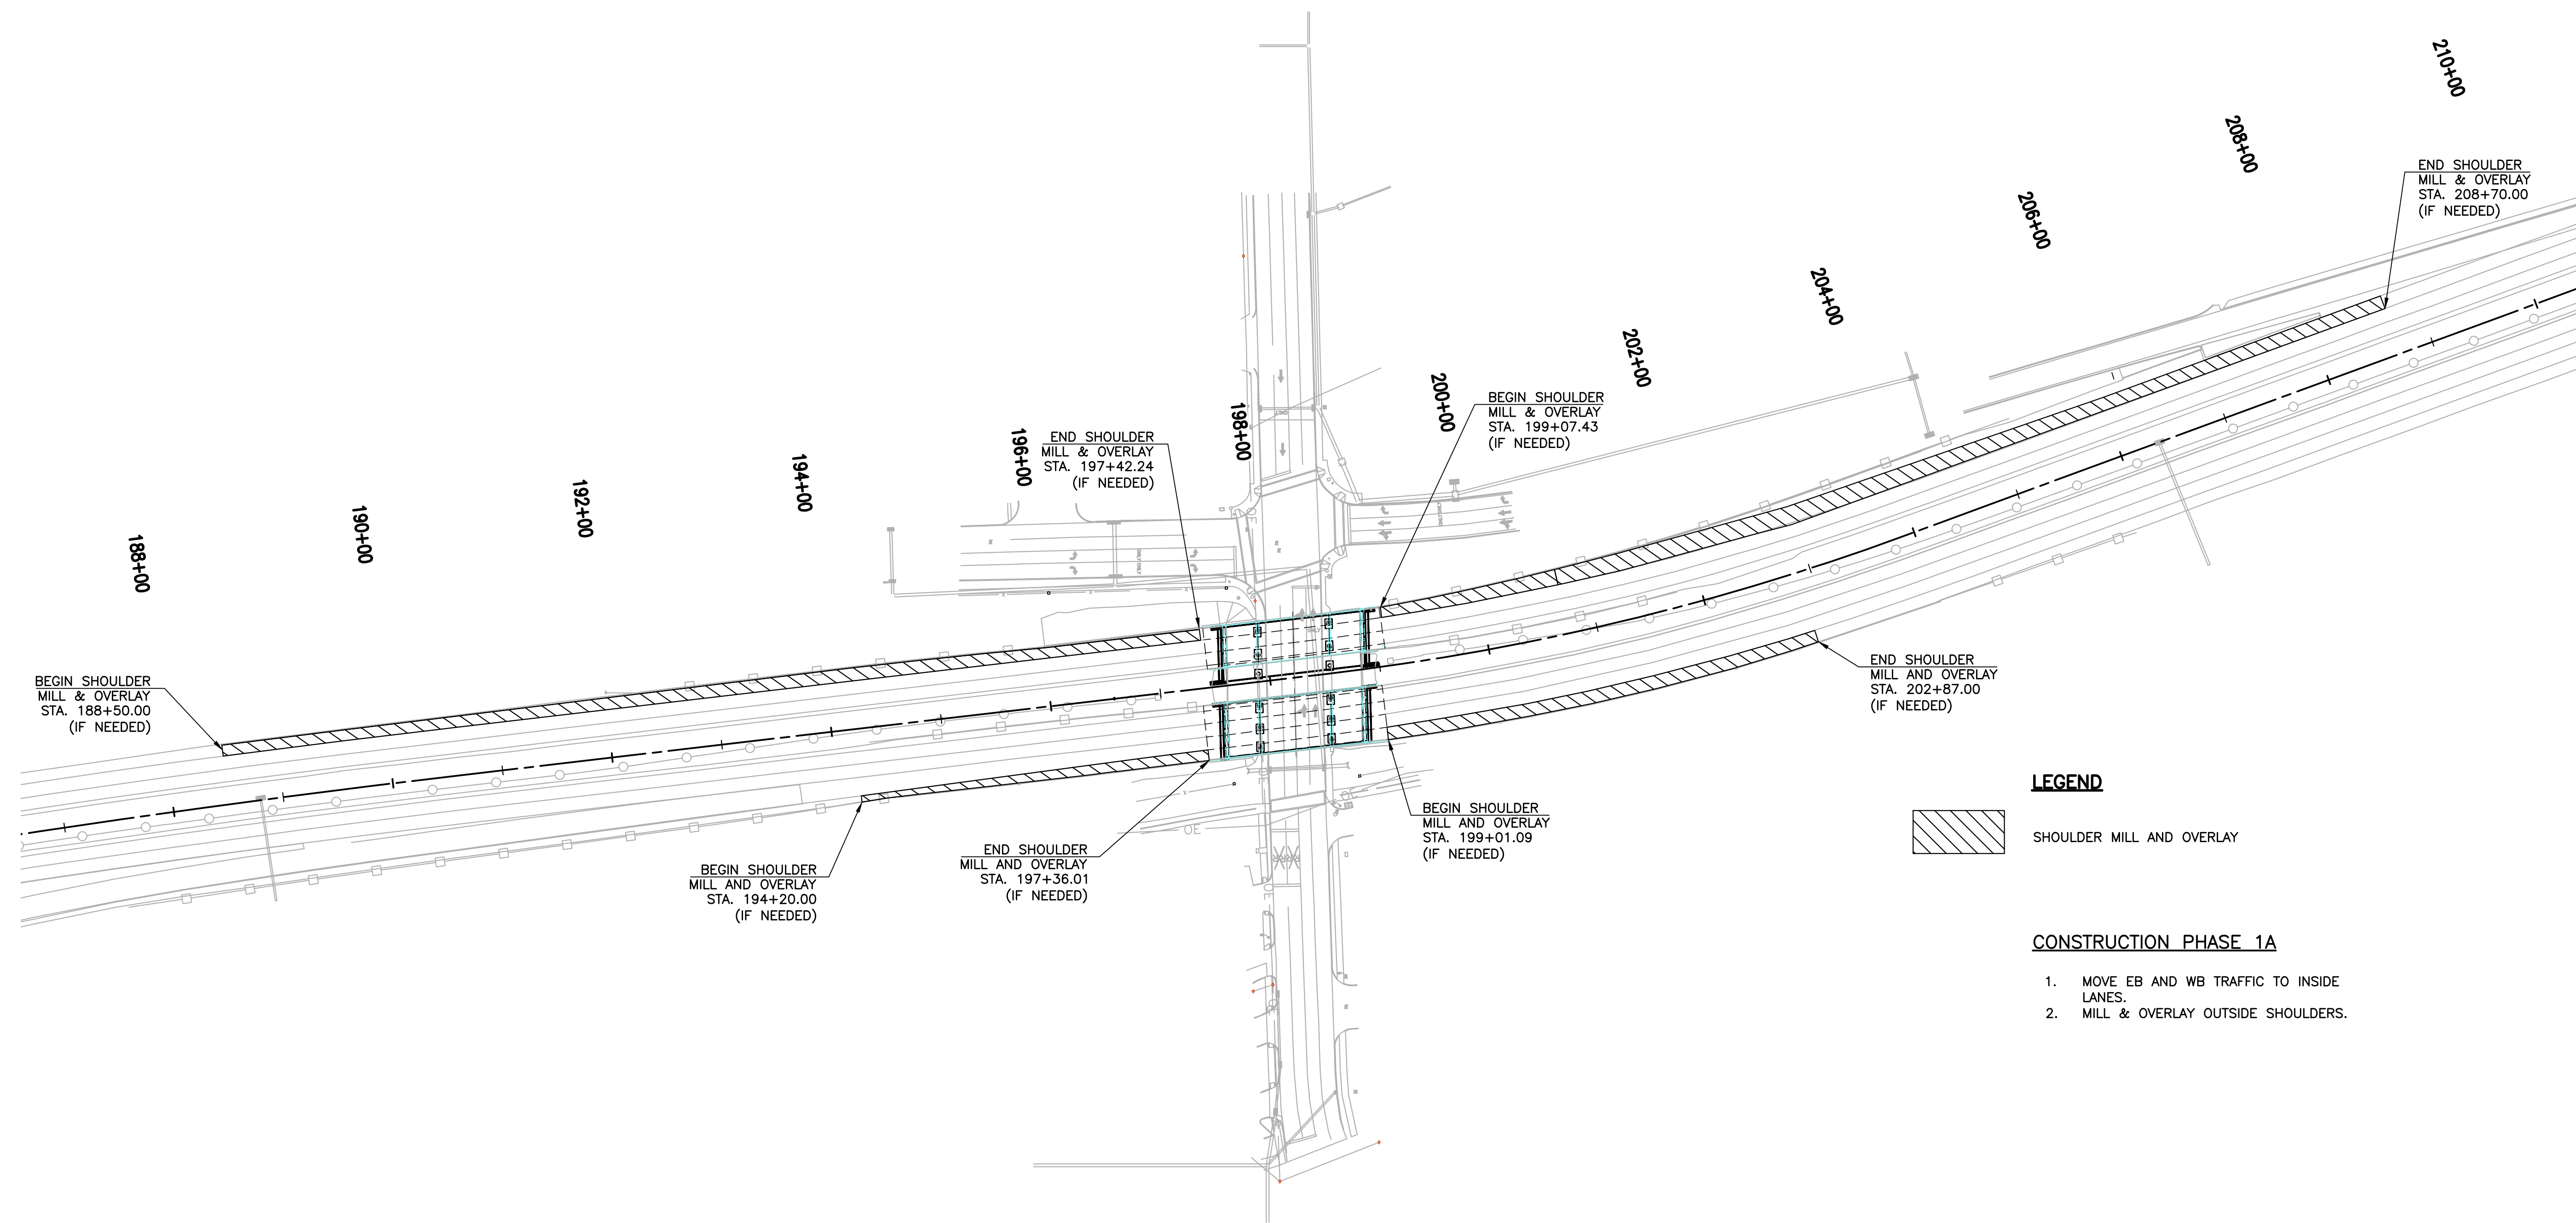 210+00
208+00
206+00
204+00
202+00
200+00
198+00
196+00
194+00
192+00
190+00
188+00
END SHOULDER
MILL & OVERLAY
STA. 208+70.00
(IF NEEDED)
BEGIN SHOULDER
MILL & OVERLAY
STA. 199+07.43
(IF NEEDED)
END SHOULDER
MILL & OVERLAY
STA. 197+42.24
(IF NEEDED)
BEGIN SHOULDER
MILL & OVERLAY
STA. 188+50.00
(IF NEEDED)
END SHOULDER
MILL AND OVERLAY
STA. 202+87.00
(IF NEEDED)
BEGIN SHOULDER
MILL AND OVERLAY
STA. 199+01.09
(IF NEEDED)
END SHOULDER
MILL AND OVERLAY
STA. 197+36.01
(IF NEEDED)
BEGIN SHOULDER
MILL AND OVERLAY
STA. 194+20.00
(IF NEEDED)
OE
LEGEND
SHOULDER MILL AND OVERLAY
CONSTRUCTION PHASE 1A
1. MOVE EB AND WB TRAFFIC TO INSIDE
LANES.
2. MILL & OVERLAY OUTSIDE SHOULDERS.